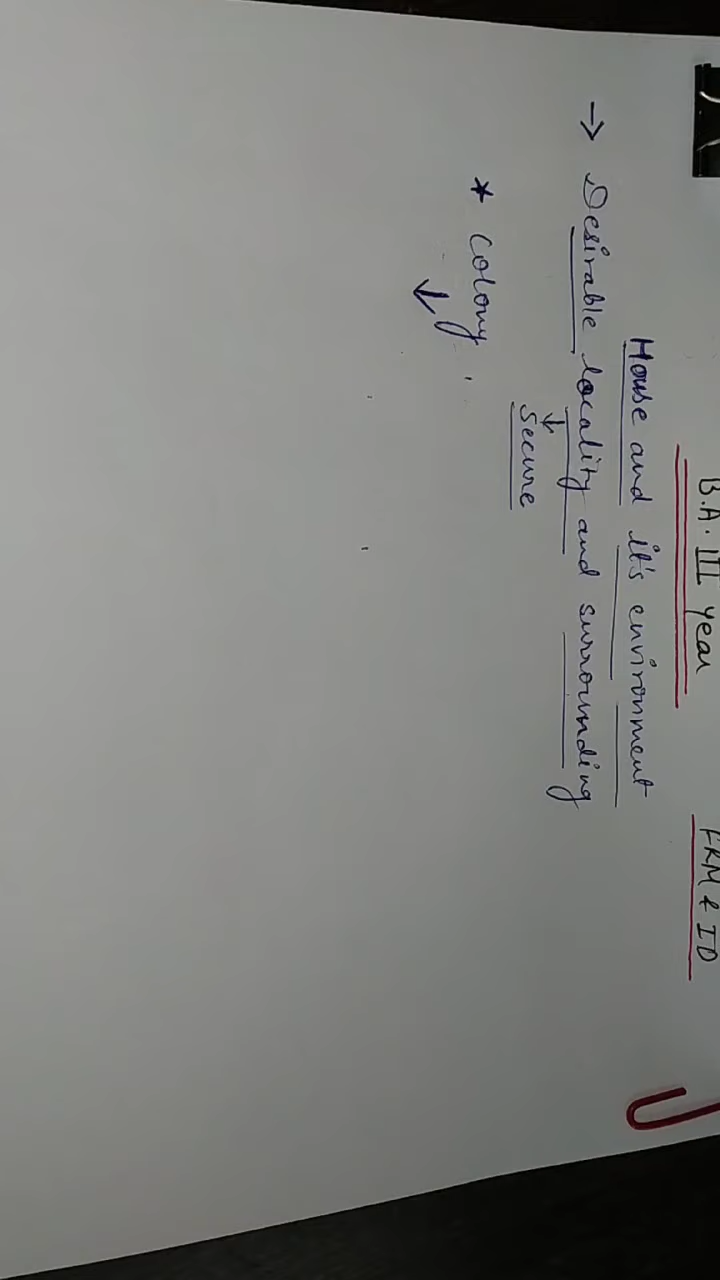 B.A. III year FRM & ID
House and it's environment
→ Desirable locality and surrounding
↓
Secure
* Colony
↓